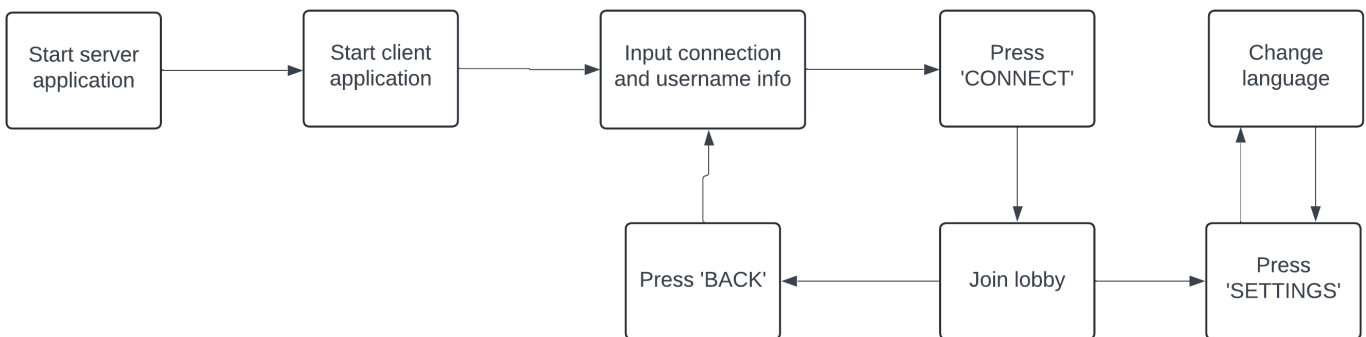 Start server
application
Start client
application
Input connection
and username info
Press
'CONNECT'
Change
language
Press 'BACK'
Join lobby
Press
'SETTINGS'